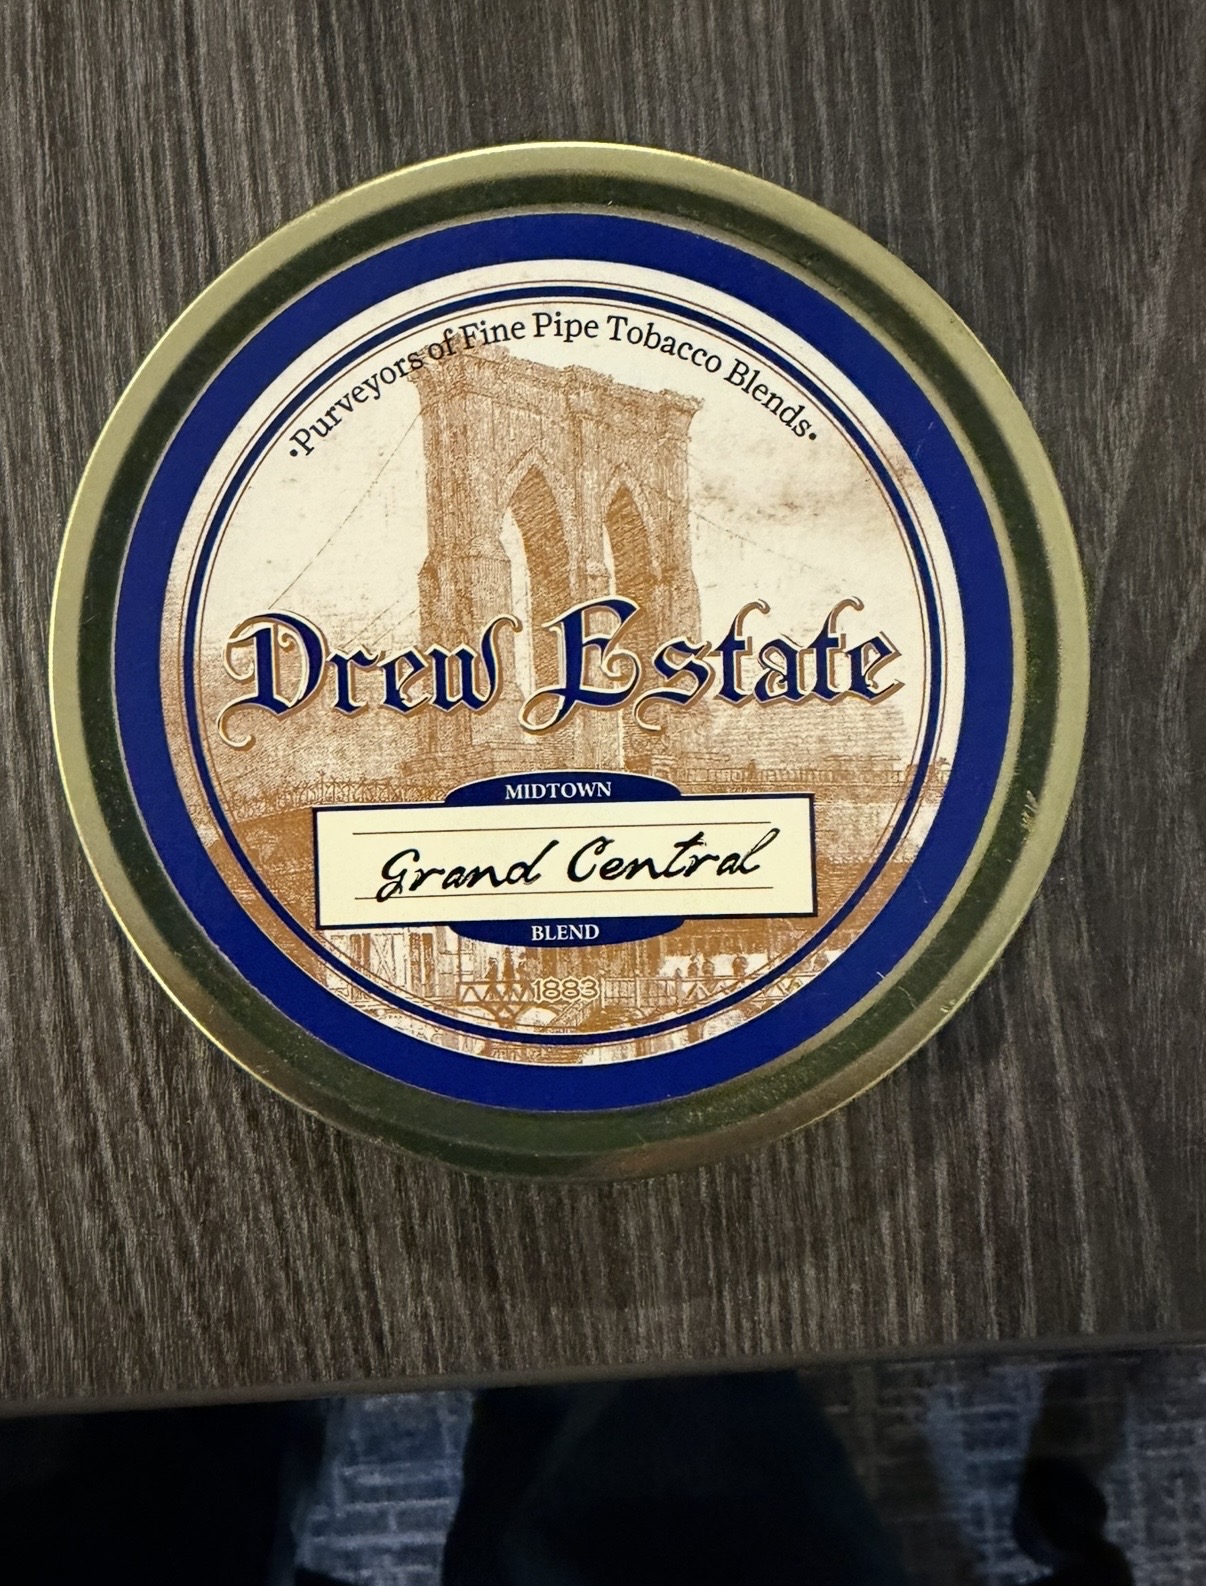 •Purveyors of Fine Pipe Tobacco Blends•
Drew Estate
MIDTOWN
Grand Central
BLEND
1883